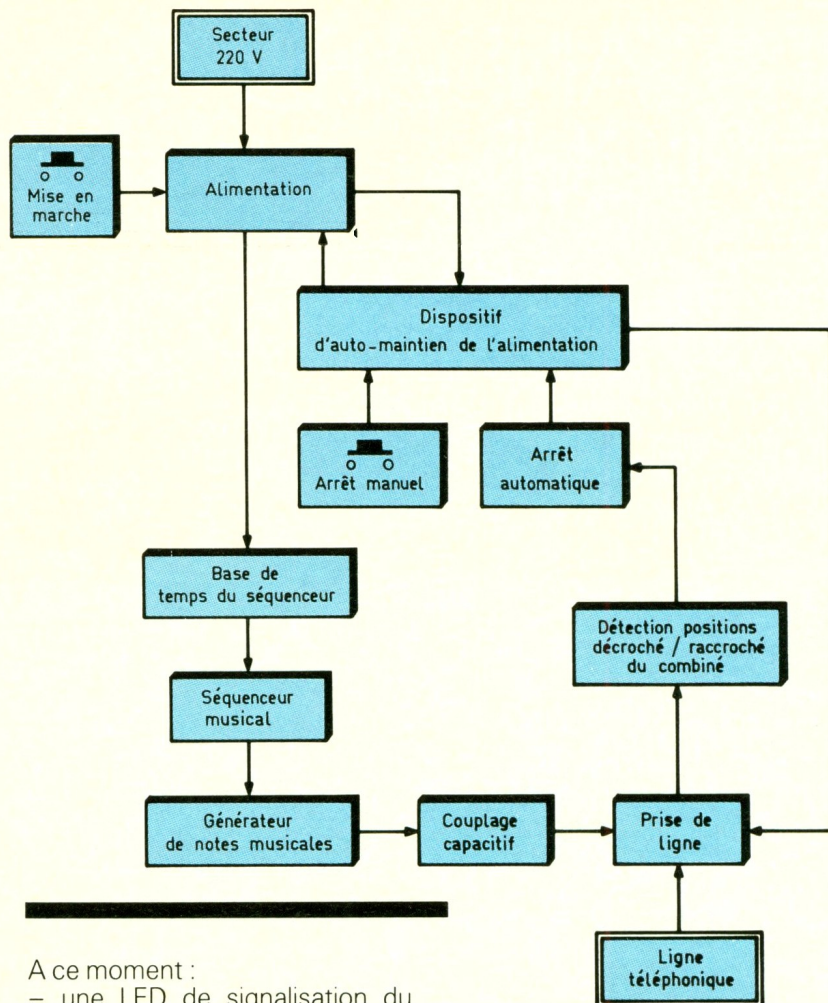 Secteur
220 V
Mise en
marche
Alimentation
Dispositif
d'auto-maintien de l'alimentation
Arrêt manuel
Arrêt
automatique
Base de
temps du séquenceur
Détection positions
décroché / raccroché
du combiné
Séquenceur
musical
Générateur
de notes musicales
Couplage
capacitif
Prise de
ligne
Ligne
téléphonique
A ce moment :
– une LED de signalisation du